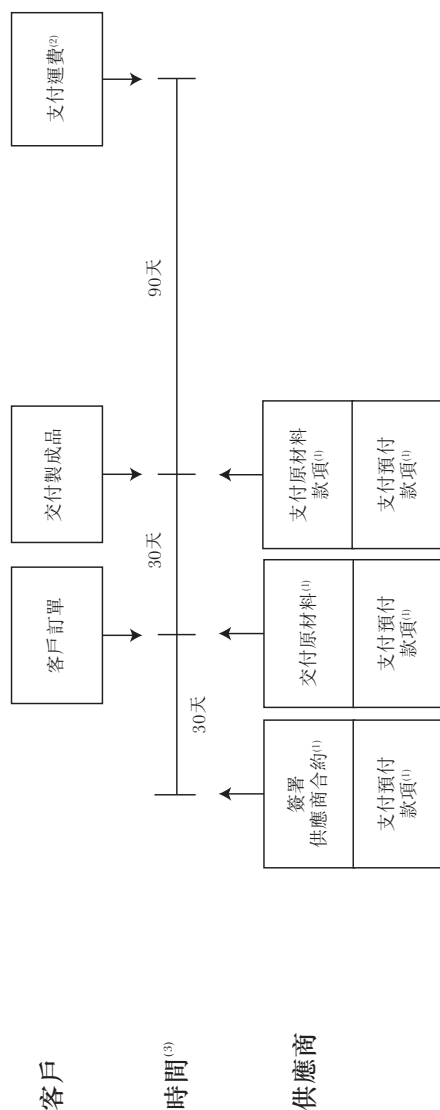 客戶
客戶訂單
交付製成品
支付運費(2)
時間(3)
30天
30天
90天
供應商
簽署
供應商合約(1)
支付預付
款項(1)
交付原材料(1)
支付預付
款項(1)
支付原材料
款項(1)
支付預付
款項(1)